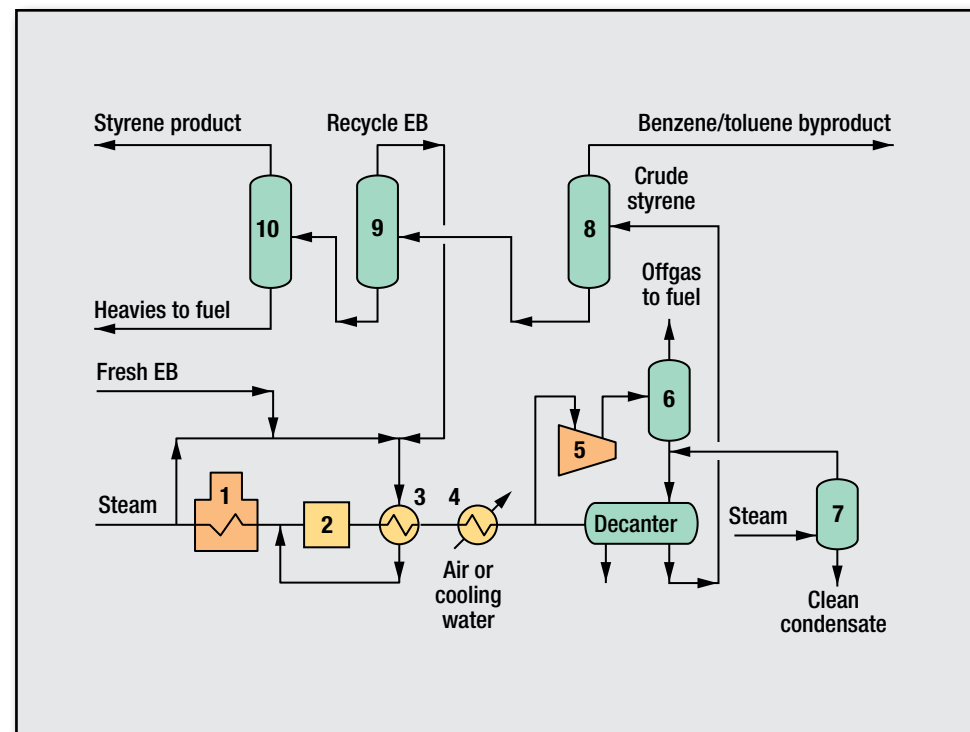 Styrene product
Recycle EB
Benzene/toluene byproduct
Crude
styrene
10
9
8
Offgas
to fuel
Heavies to fuel
Fresh EB
6
5
Steam
1
2
3
4
Decanter
Steam
7
Air or
cooling
water
Clean
condensate